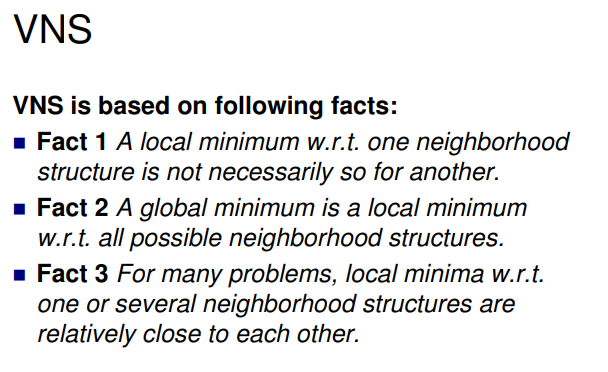 VNS
VNS is based on following facts:
Fact 1 A local minimum w.r.t. one neighborhood
structure is not necessarily so for another.
Fact 2 A global minimum is a local minimum
w.r.t. all possible neighborhood structures.
Fact 3 For many problems, local minima w.r.t.
one or several neighborhood structures are
relatively close to each other.